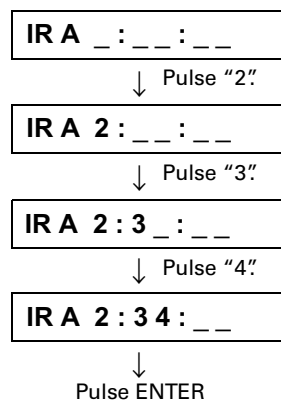 IR A _ : _ _ : _ _
↓ Pulse “2”.
IR A 2 : _ _ : _ _
↓ Pulse “3”.
IR A 2 : 3 _ : _ _
↓ Pulse “4”.
IR A 2 : 3 4 : _ _
↓
Pulse ENTER